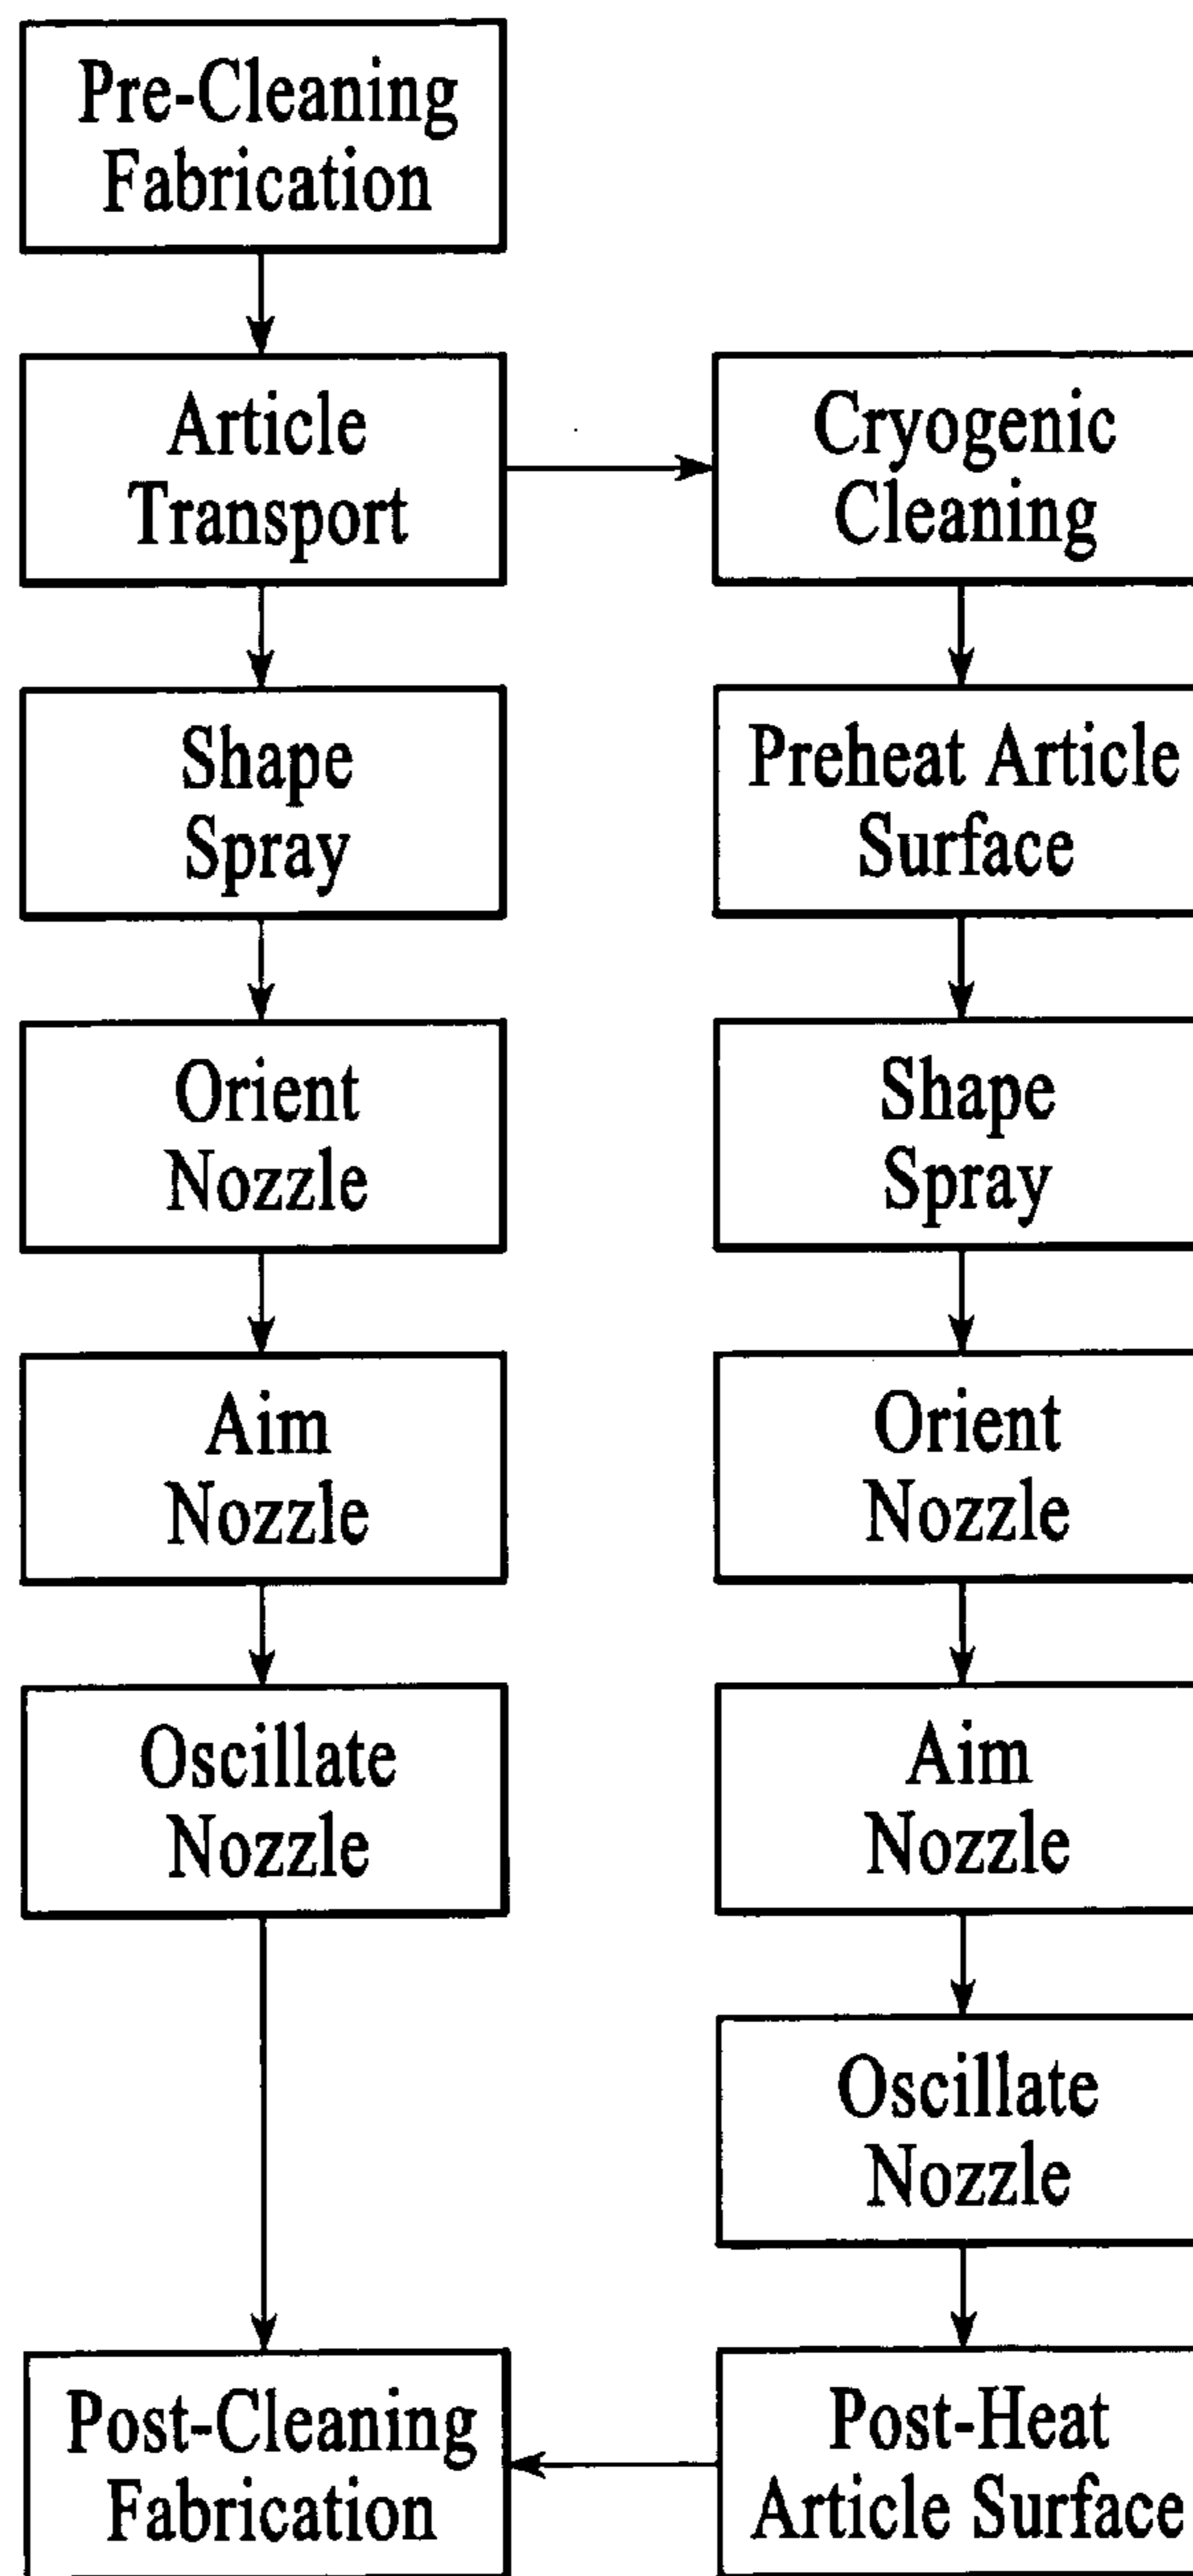 Pre-Cleaning
Fabrication
Article
Transport
Cryogenic
Cleaning
Shape
Spray
Preheat Article
Surface
Orient
Nozzle
Shape
Spray
Aim
Nozzle
Orient
Nozzle
Oscillate
Nozzle
Aim
Nozzle
Oscillate
Nozzle
Post-Cleaning
Fabrication
Post-Heat
Article Surface